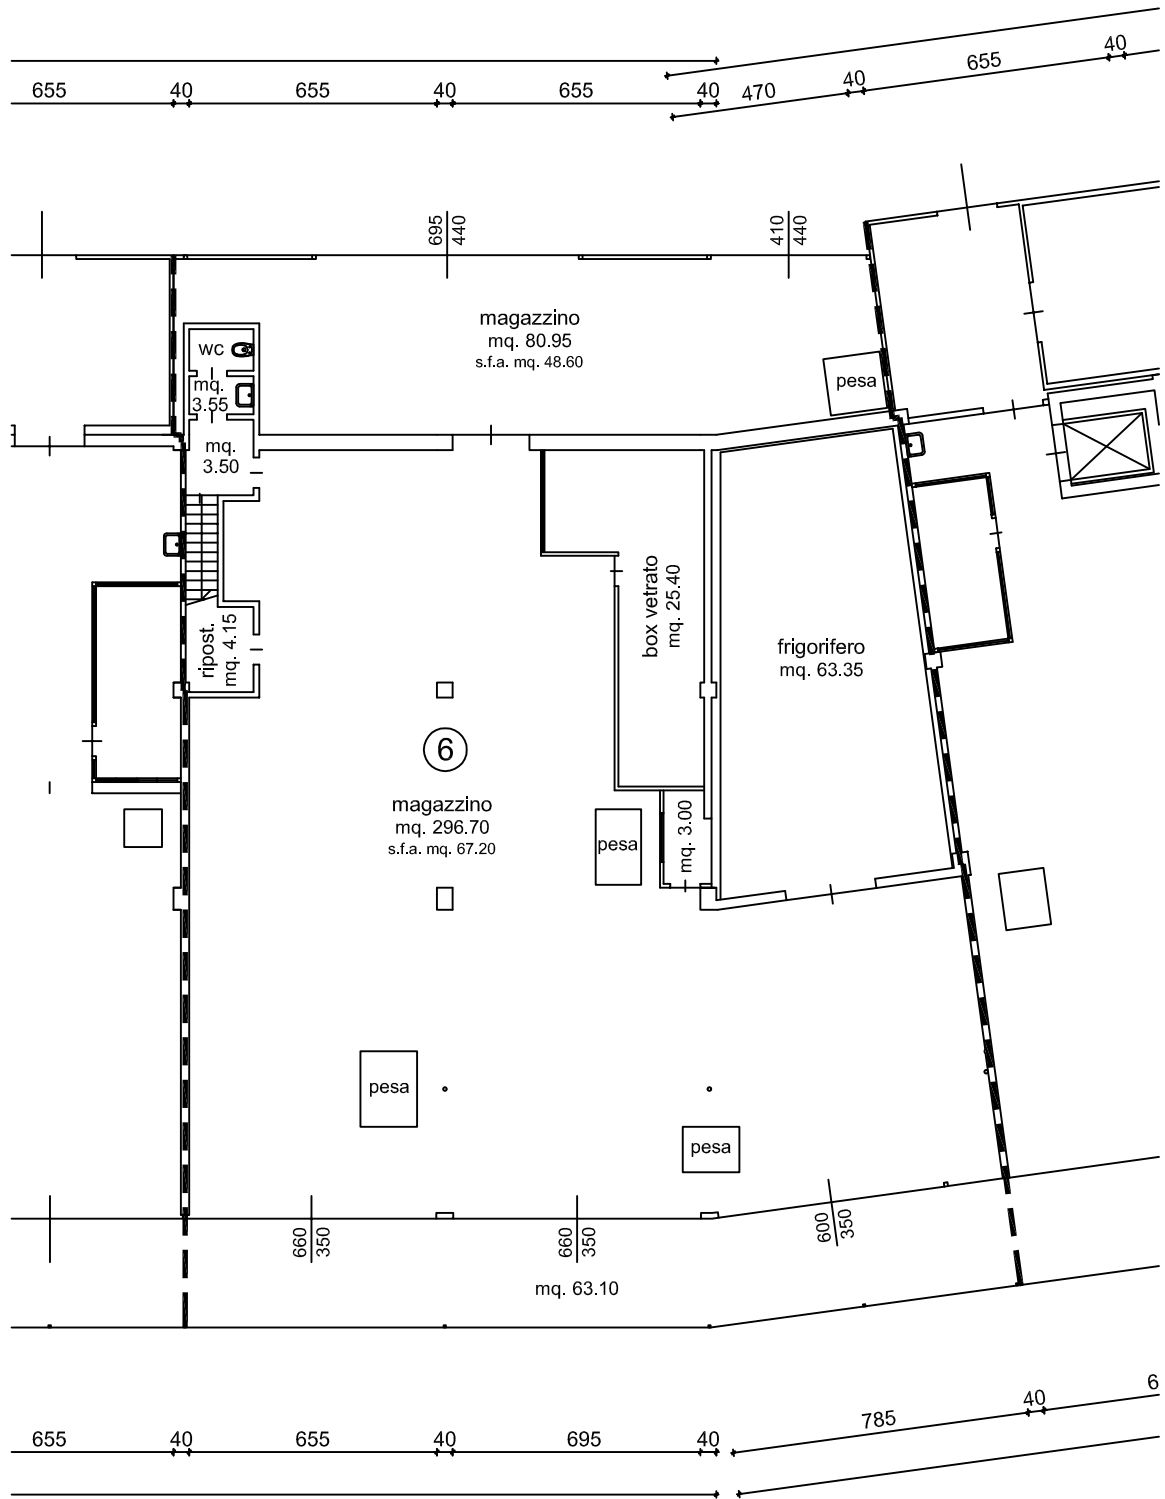 40
655
40
470
655
40
655
40
655
40
695
440
410
440
magazzino
mq. 80.95
s.f.a. mq. 48.60
wc
mq.
3.55
mq.
3.50
pesa
box vetrato
mq. 25.40
ripost.
mq. 4.15
frigorifero
mq. 63.35
6
magazzino
mq. 296.70
s.f.a. mq. 67.20
pesa
mq. 3.00
pesa
pesa
660
350
660
350
600
350
mq. 63.10
6
40
785
655
40
655
40
695
40